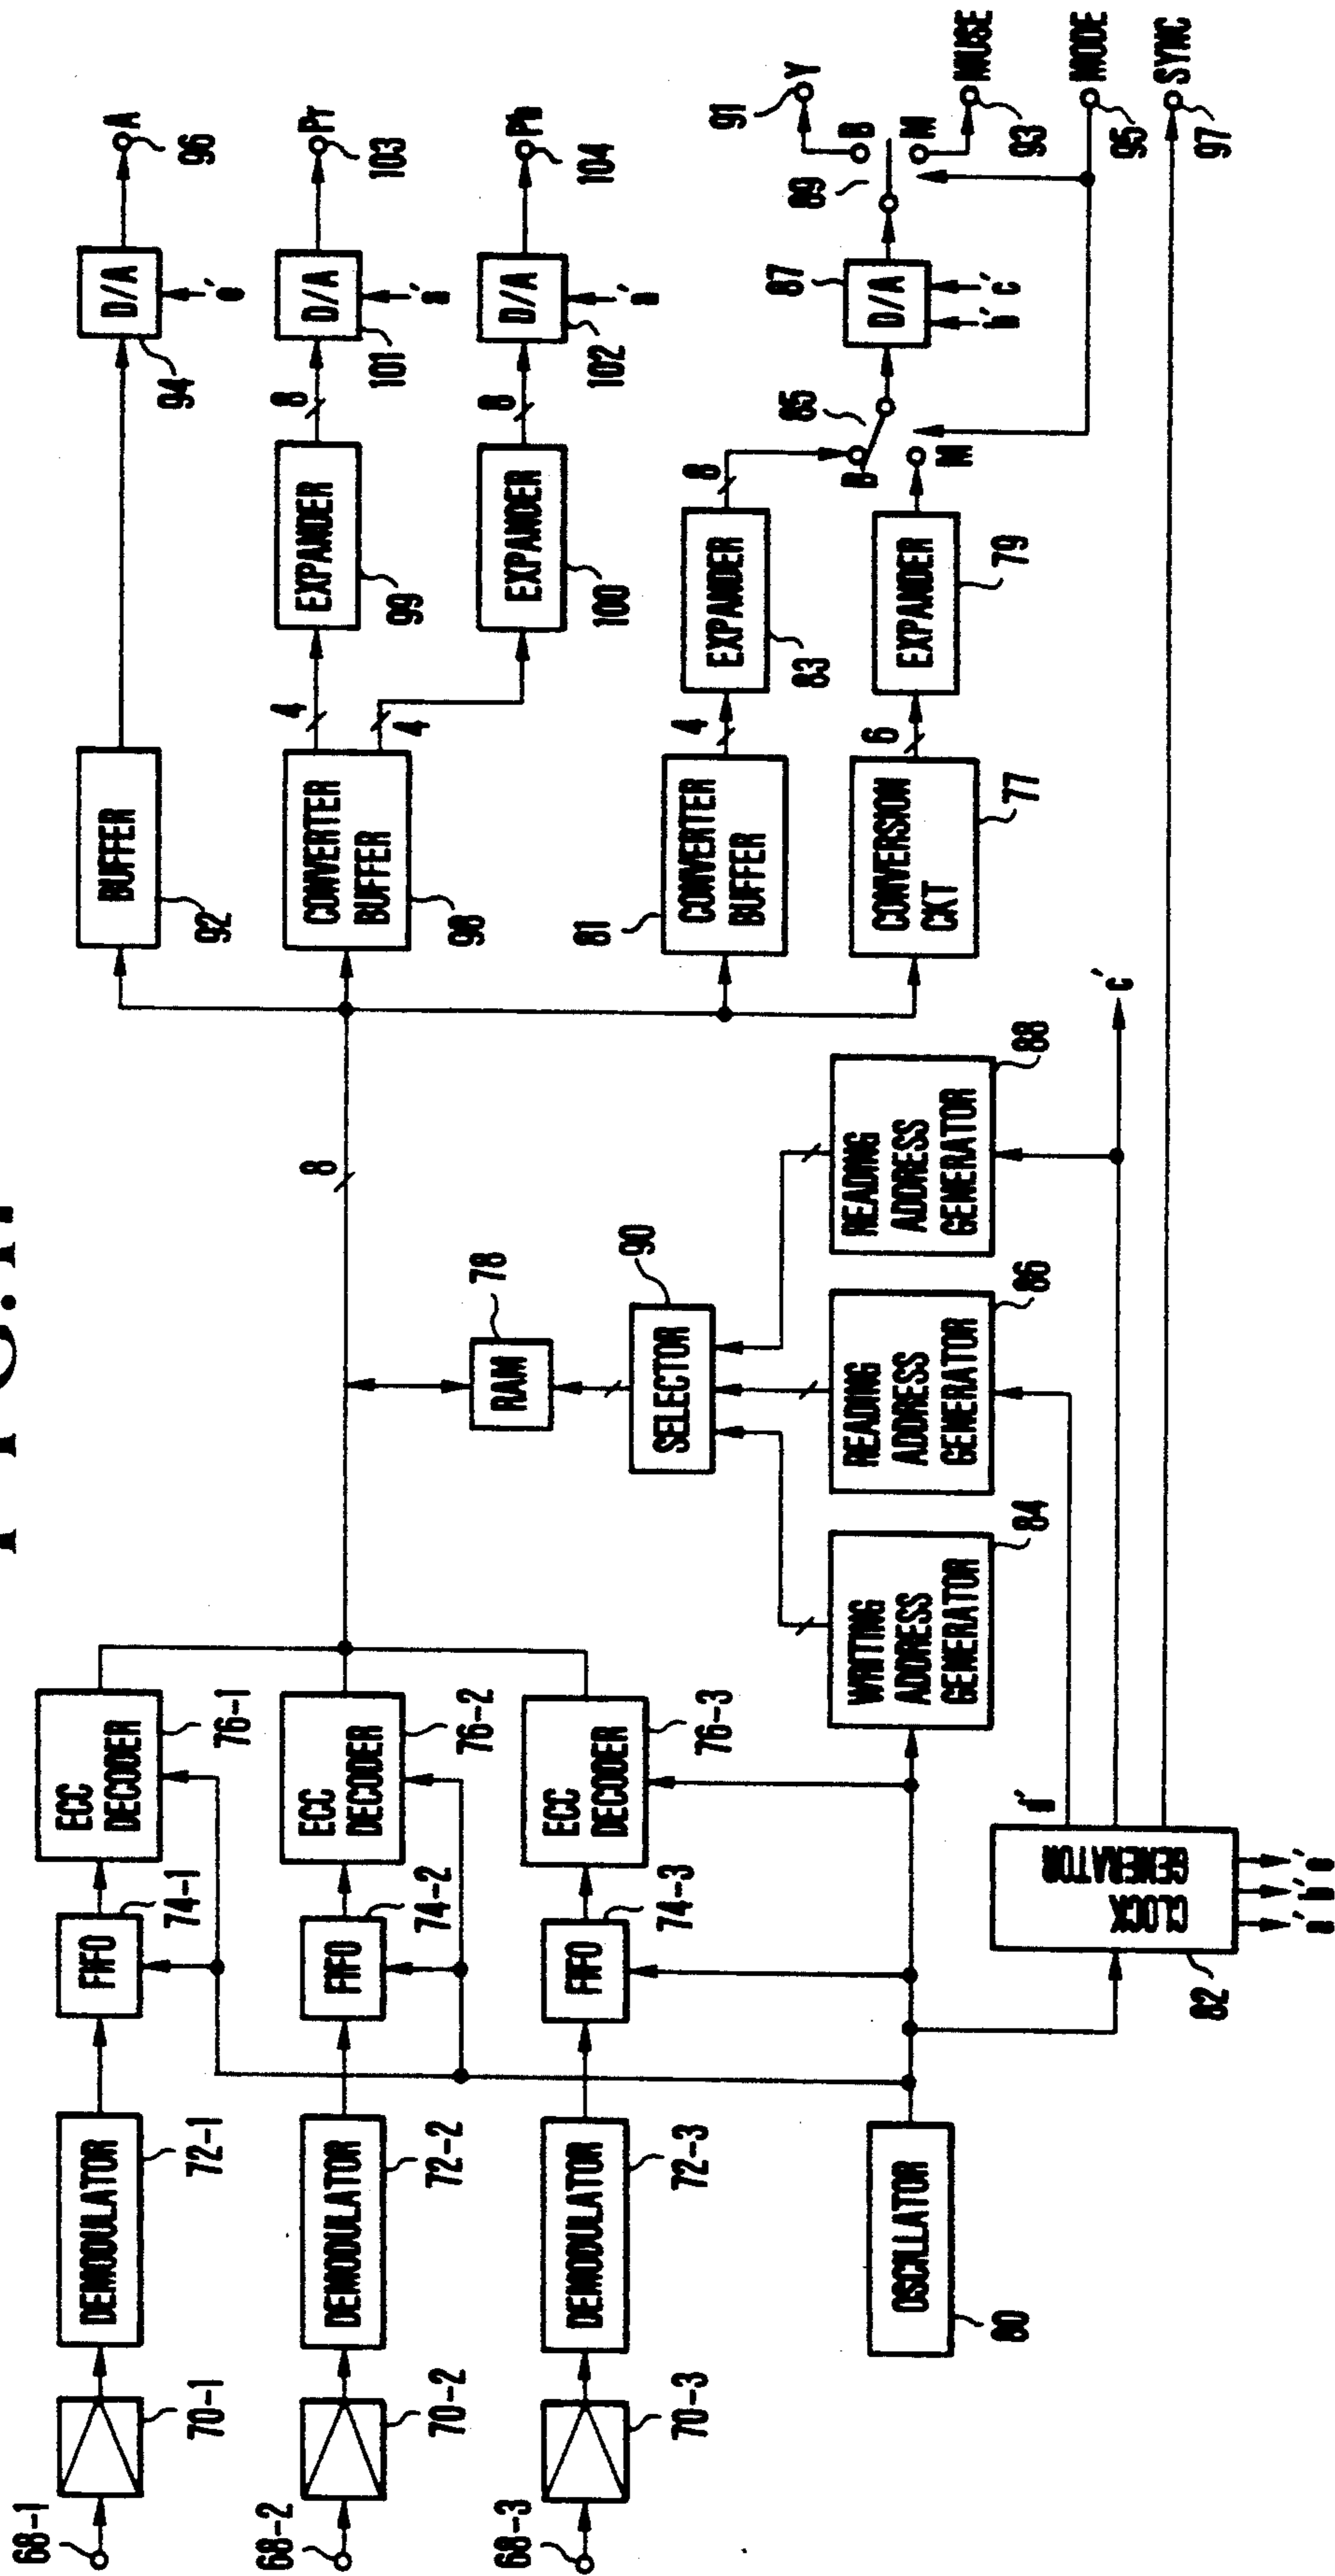 68-1
70-1
DEMODULATOR
72-1
FIFO
74-1
ECC
DECODER
76-1
68-2
70-2
DEMODULATOR
72-2
FIFO
74-2
ECC
DECODER
76-2
68-3
70-3
DEMODULATOR
72-3
FIFO
74-3
ECC
DECODER
76-3
OSCILLATOR
80
CLOCK
GENERATOR
82
a'
b'
e'
c'
WRITING
ADDRESS
GENERATOR
84
READING
ADDRESS
GENERATOR
86
READING
ADDRESS
GENERATOR
88
SELECTOR
90
RAM
78
8
BUFFER
92
D/A
94
e'
A
96
CONVERTER
BUFFER
98
4
4
EXPANDER
99
8
D/A
101
a'
Pr
103
EXPANDER
100
8
D/A
102
Pb
104
CONVERTER
BUFFER
81
4
EXPANDER
83
8
CONVERSION
CKT
77
6
EXPANDER
79
B
M
85
D/A
87
b'
c'
89
B
M
Y
91
MUSE
93
MODE
95
SYNC
97